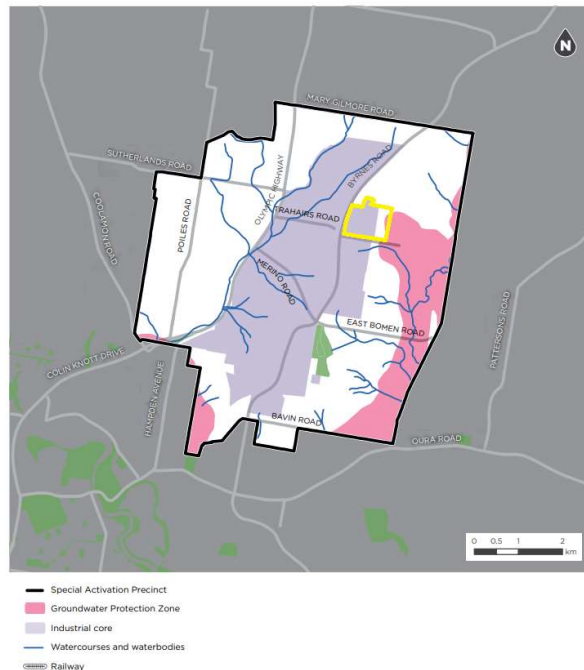 N
MARY GILMORE ROAD
SUTHERLANDS ROAD
OLYMPIC HIGHWAY
BYRNES ROAD
COOLAMON ROAD
POILES ROAD
TRAHAIRS ROAD
MERINO ROAD
EAST BOMEN ROAD
PATTERSONS ROAD
COLIN KNOTT DRIVE
HAMPDEN AVENUE
BAVIN ROAD
OURA ROAD
0 0.5 1 2
km
Special Activation Precinct
Groundwater Protection Zone
Industrial core
Watercourses and waterbodies
Railway